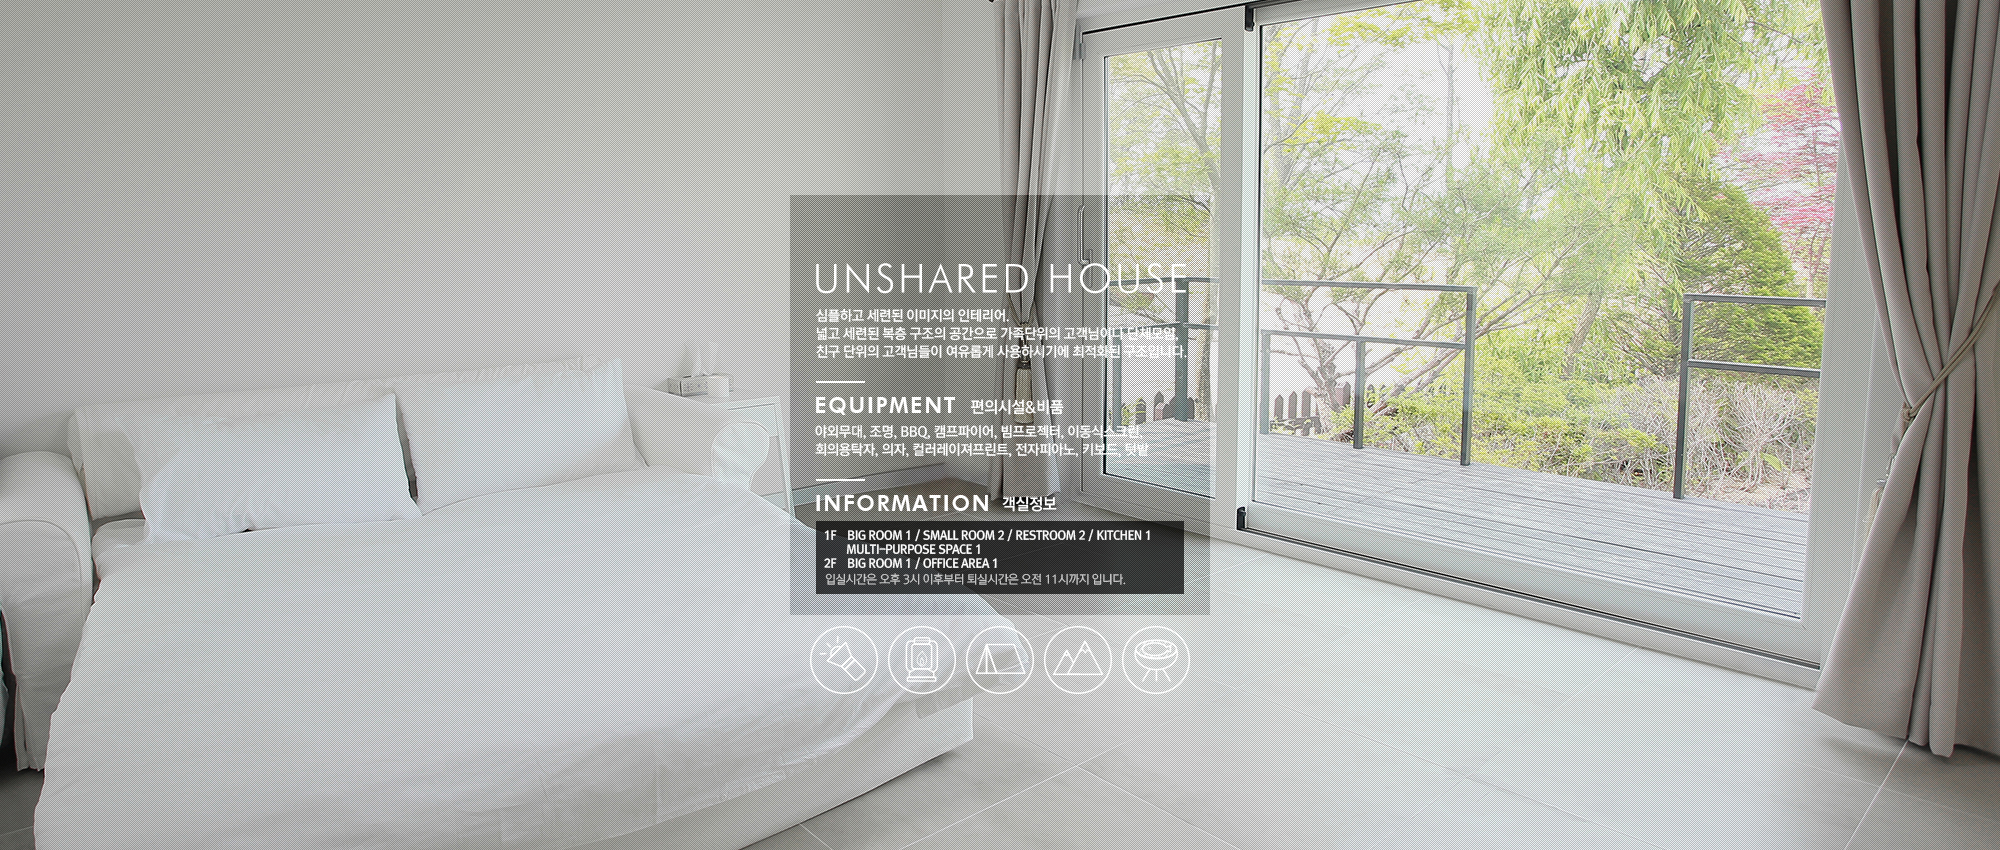 UNSHARED HOUSE
심플하고 세련된 이미지의 인테리어.
넓고 세련된 복층 구조의 공간으로 가족단위의 고객님이나 단체모임,
친구 단위의 고객님들이 여유롭게 사용하시기에 최적화된 구조입니다.
EQUIPMENT 편의시설&비품
야외무대, 조명, BBQ, 캠프파이어, 빔프로젝터, 이동식스크린,
회의용탁자, 의자, 컬러레이져프린트, 전자피아노, 키보드, 텃밭
INFORMATION 객실정보
1F BIG ROOM 1 / SMALL ROOM 2 / RESTROOM 2 / KITCHEN 1
MULTI-PURPOSE SPACE 1
2F BIG ROOM 1 / OFFICE AREA 1
입실시간은 오후 3시 이후부터 퇴실시간은 오전 11시까지 입니다.